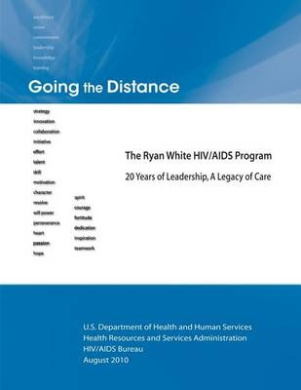 excellence
vision
commitment
leadership
knowledge
learning
Going the Distance
strategy
innovation
collaboration
initiative
effort
talent
skill
motivation
character
resolve
will power
perseverance
heart
passion
hope
spirit
courage
fortitude
dedication
inspiration
teamwork
The Ryan White HIV/AIDS Program
20 Years of Leadership, A Legacy of Care
U.S. Department of Health and Human Services
Health Resources and Services Administration
HIV/AIDS Bureau
August 2010